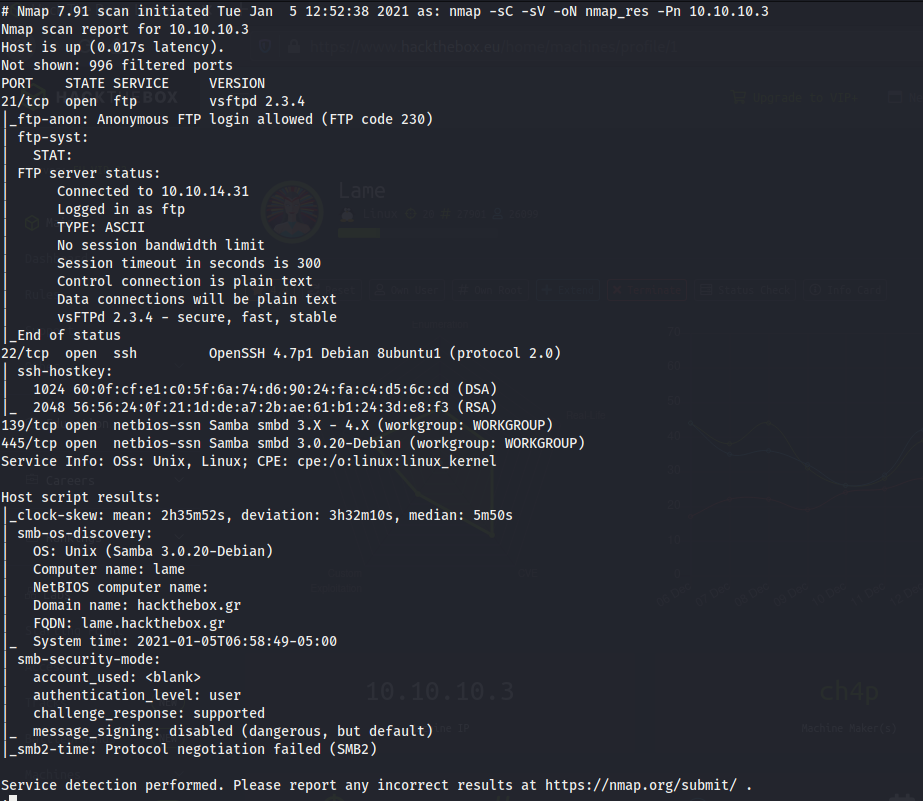 # Nmap 7.91 scan initiated Tue Jan  5 12:52:38 2021 as: nmap -sC -sV -oN nmap_res -Pn 10.10.10.3
Nmap scan report for 10.10.10.3
Host is up (0.017s latency).
Not shown: 996 filtered ports
PORT    STATE SERVICE     VERSION
21/tcp  open  ftp         vsftpd 2.3.4
|_ftp-anon: Anonymous FTP login allowed (FTP code 230)
| ftp-syst:
|   STAT:
| FTP server status:
|      Connected to 10.10.14.31
|      Logged in as ftp
|      TYPE: ASCII
|      No session bandwidth limit
|      Session timeout in seconds is 300
|      Control connection is plain text
|      Data connections will be plain text
|      vsFTPd 2.3.4 - secure, fast, stable
|_End of status
22/tcp  open  ssh         OpenSSH 4.7p1 Debian 8ubuntu1 (protocol 2.0)
| ssh-hostkey:
|   1024 60:0f:cf:e1:c0:5f:6a:74:d6:90:24:fa:c4:d5:6c:cd (DSA)
|_  2048 56:56:24:0f:21:1d:de:a7:2b:ae:61:b1:24:3d:e8:f3 (RSA)
139/tcp open  netbios-ssn Samba smbd 3.X - 4.X (workgroup: WORKGROUP)
445/tcp open  netbios-ssn Samba smbd 3.0.20-Debian (workgroup: WORKGROUP)
Service Info: OSs: Unix, Linux; CPE: cpe:/o:linux:linux_kernel
Host script results:
|_clock-skew: mean: 2h35m52s, deviation: 3h32m10s, median: 5m50s
| smb-os-discovery:
|   OS: Unix (Samba 3.0.20-Debian)
|   Computer name: lame
|   NetBIOS computer name:
|   Domain name: hackthebox.gr
|   FQDN: lame.hackthebox.gr
|_  System time: 2021-01-05T06:58:49-05:00
| smb-security-mode:
|   account_used: <blank>
|   authentication_level: user
|   challenge_response: supported
|_  message_signing: disabled (dangerous, but default)
|_smb2-time: Protocol negotiation failed (SMB2)
Service detection performed. Please report any incorrect results at https://nmap.org/submit/ .
HACKTHEBOX
Lame
10.10.10.3
ch4p
Machine Maker(s)
Careers